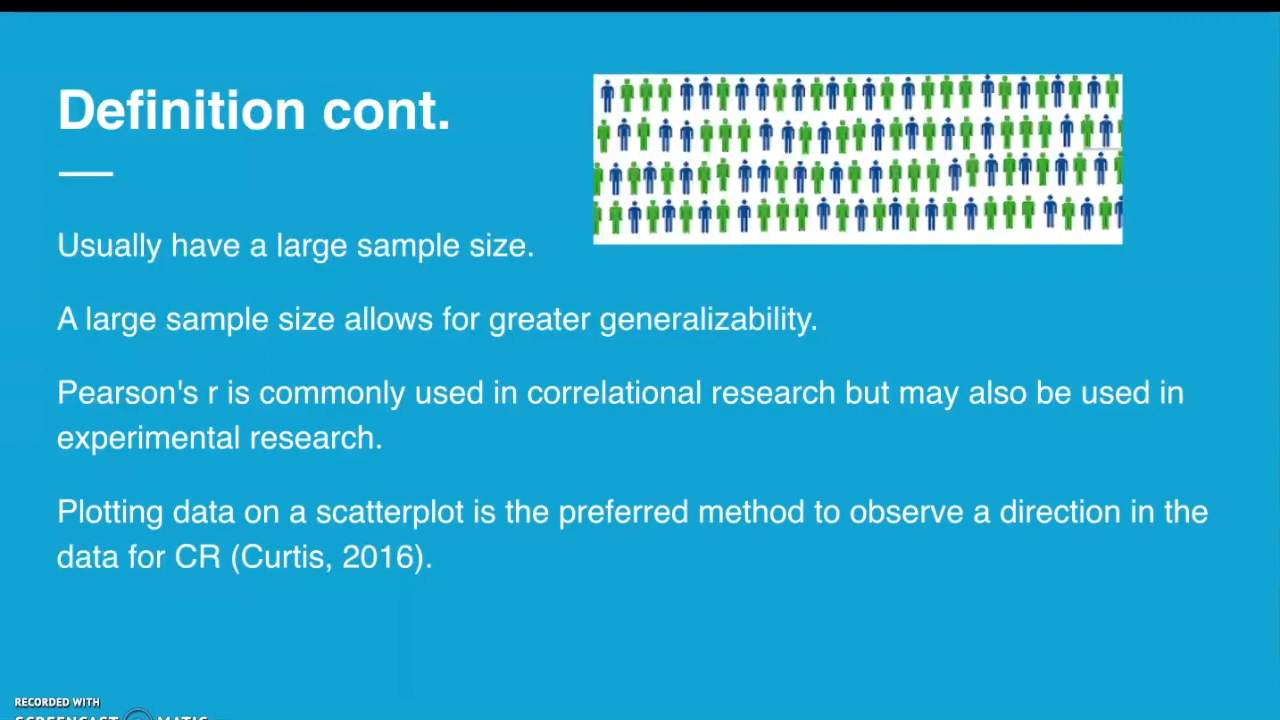 Definition cont.
Usually have a large sample size.
A large sample size allows for greater generalizability.
Pearson's r is commonly used in correlational research but may also be used in
experimental research.
Plotting data on a scatterplot is the preferred method to observe a direction in the
data for CR (Curtis, 2016).
RECORDED WITH
SCREENCAST MATIC